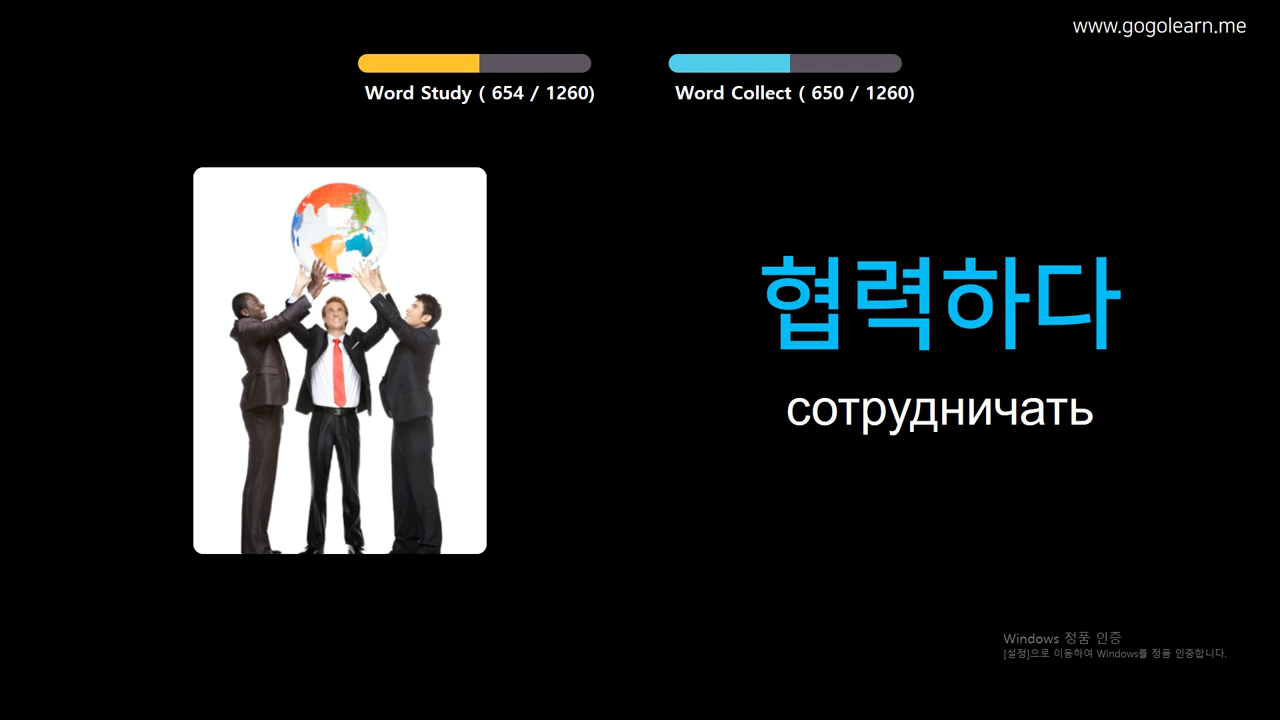 www.gogolearn.me
Word Study ( 654 / 1260)
Word Collect ( 650 / 1260)
협력하다
сотрудничать
Windows 정품 인증
[설정]으로 이동하여 Windows를 정품 인증합니다.